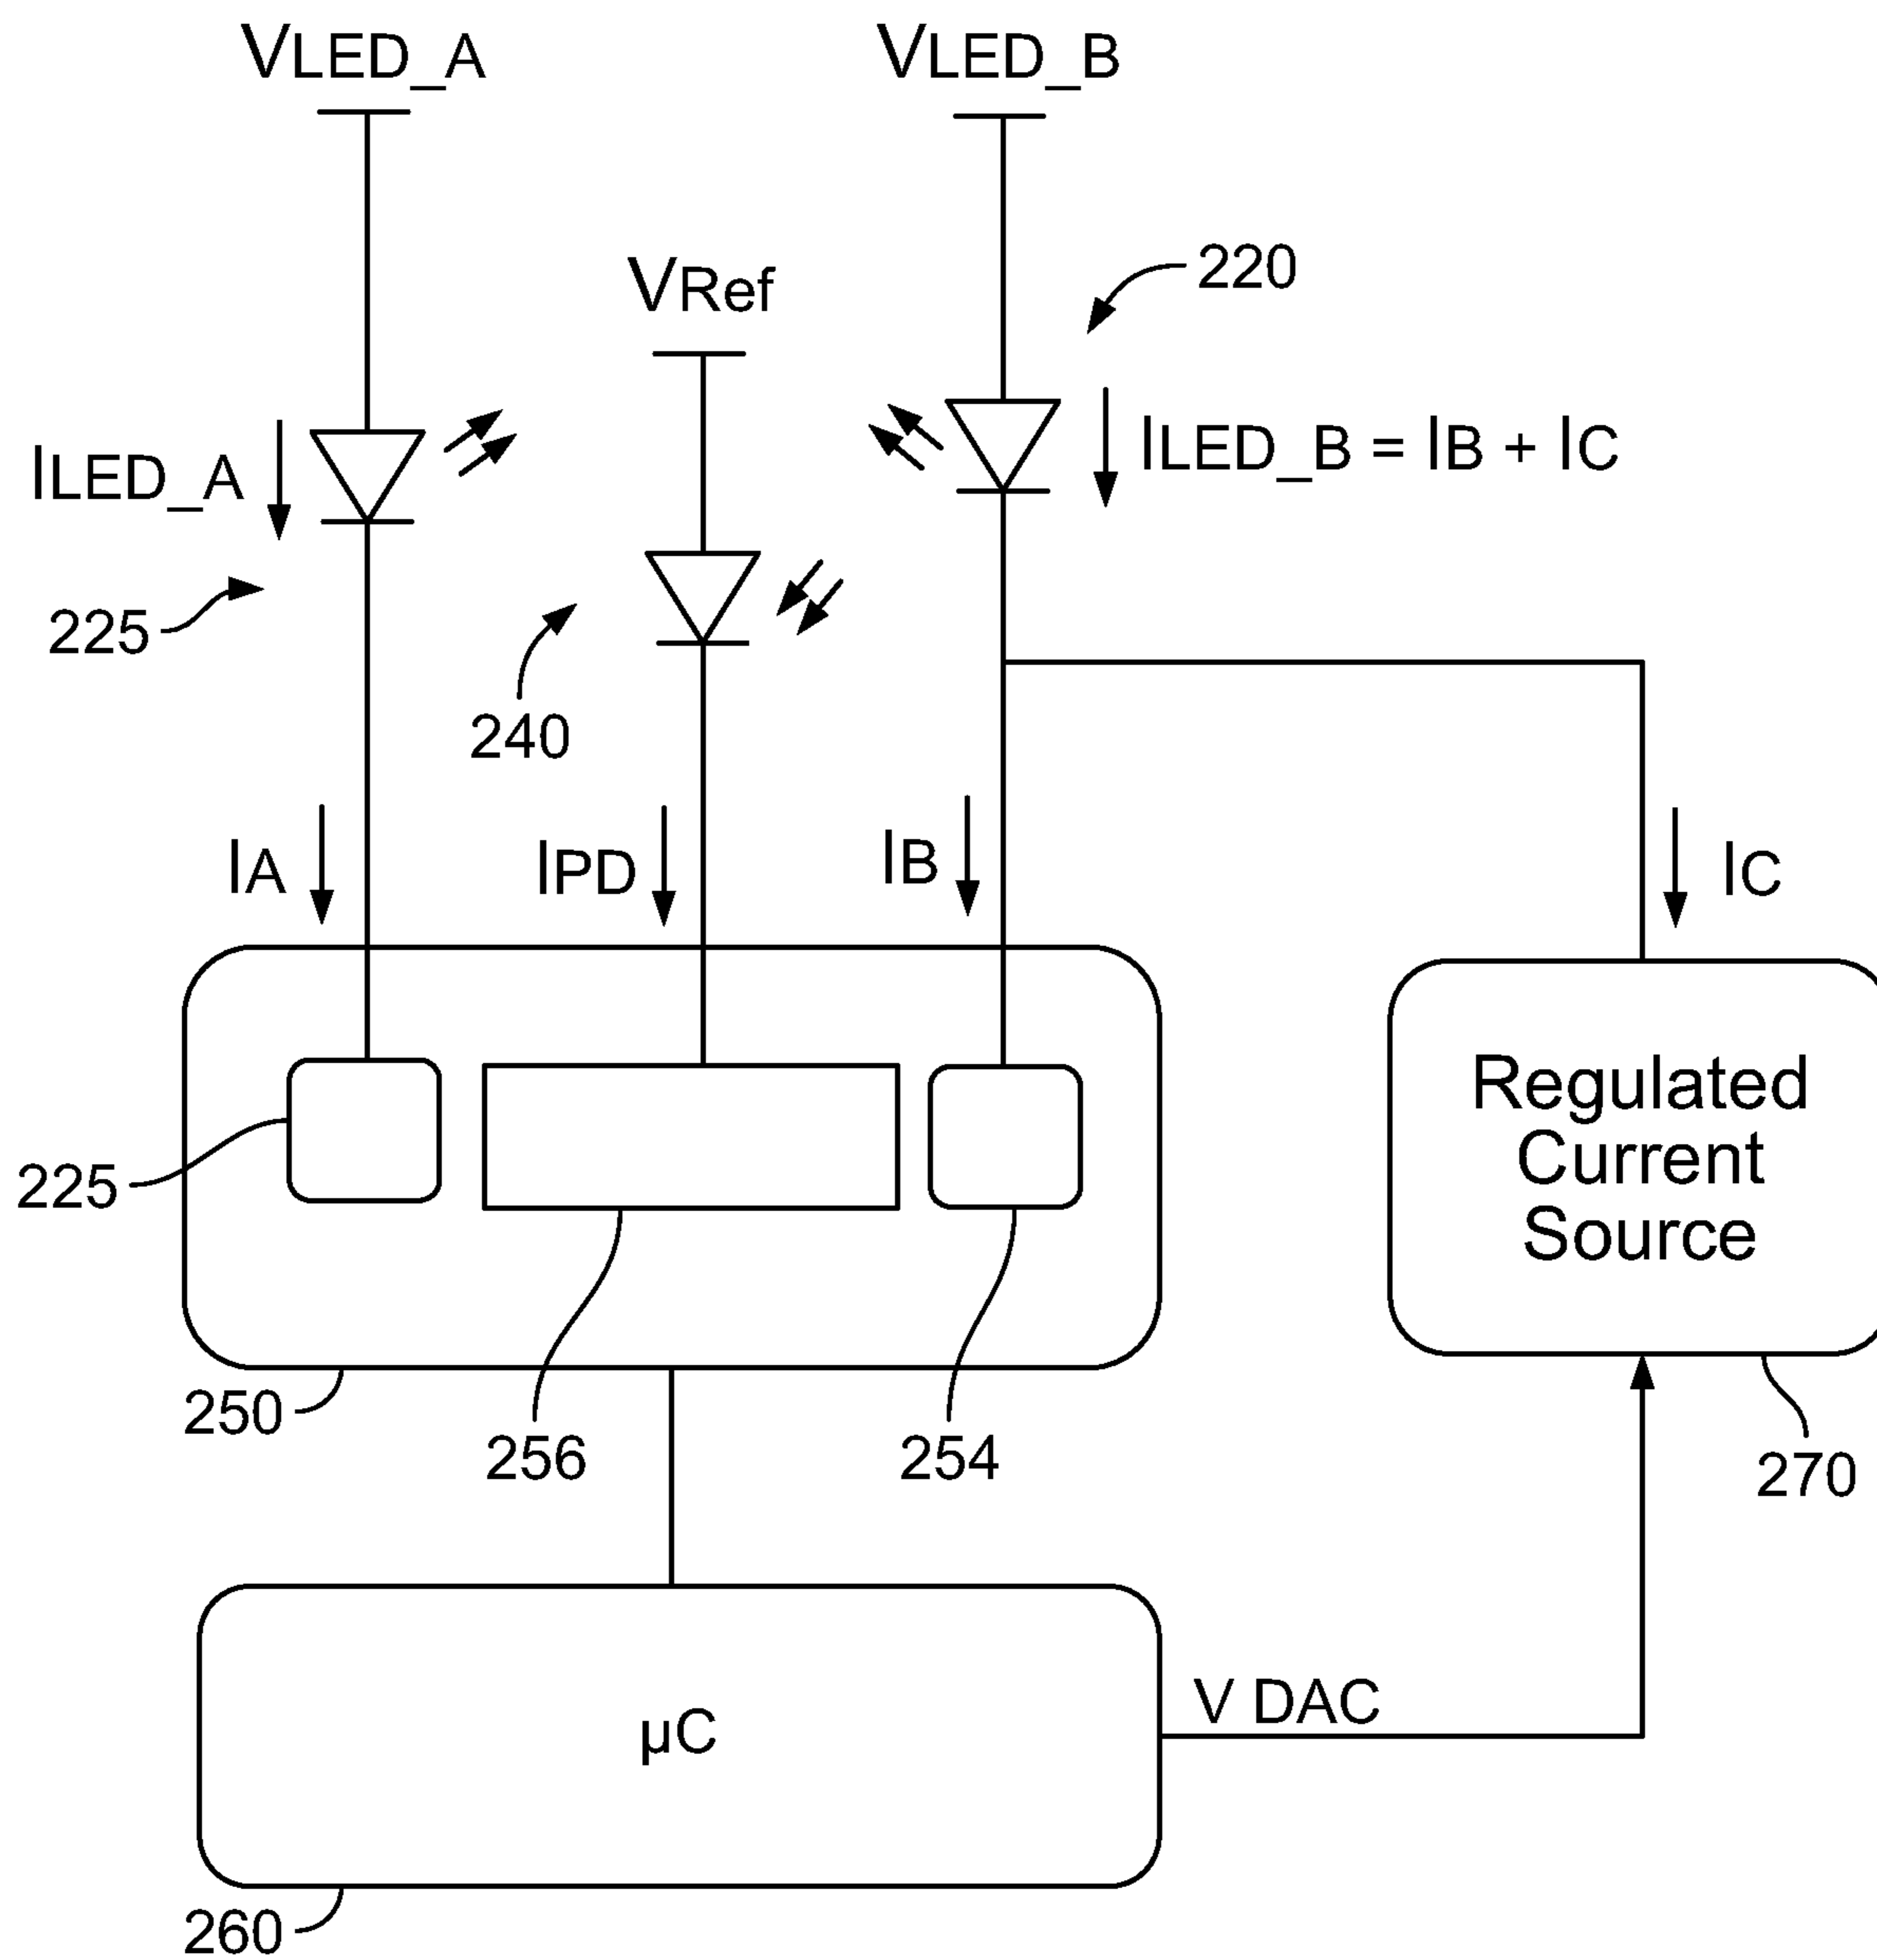 VLED_A
VLED_B
220
VRef
ILED_B = IB + IC
ILED_A
225
240
IA
IPD
IB
IC
Regulated
Current
Source
225
250
256
254
270
V DAC
µC
260